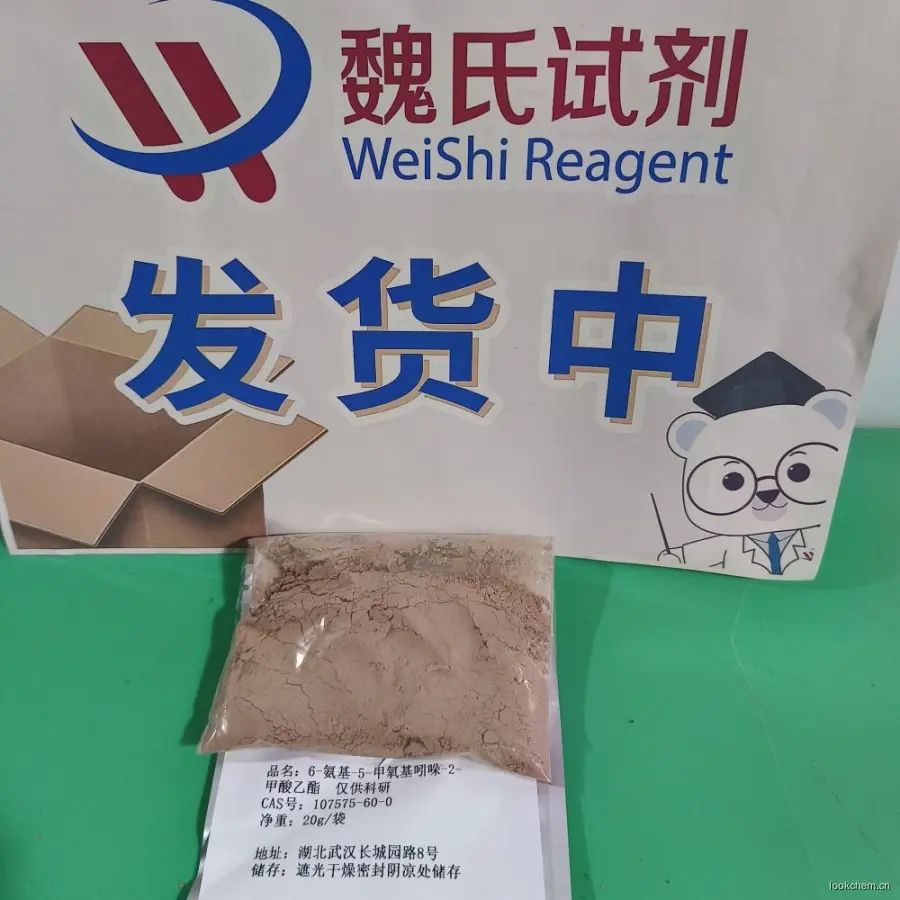 魏氏试剂
WeiShi Reagent
发货中
品名：6-氨基-5-甲氧基吲哚-2-
甲酸乙酯 仅供科研
CAS号：107575-60-0
净重：20g/袋
地址：湖北武汉长城园路8号
储存：遮光干燥密封阴凉处储存
lookchem.cn